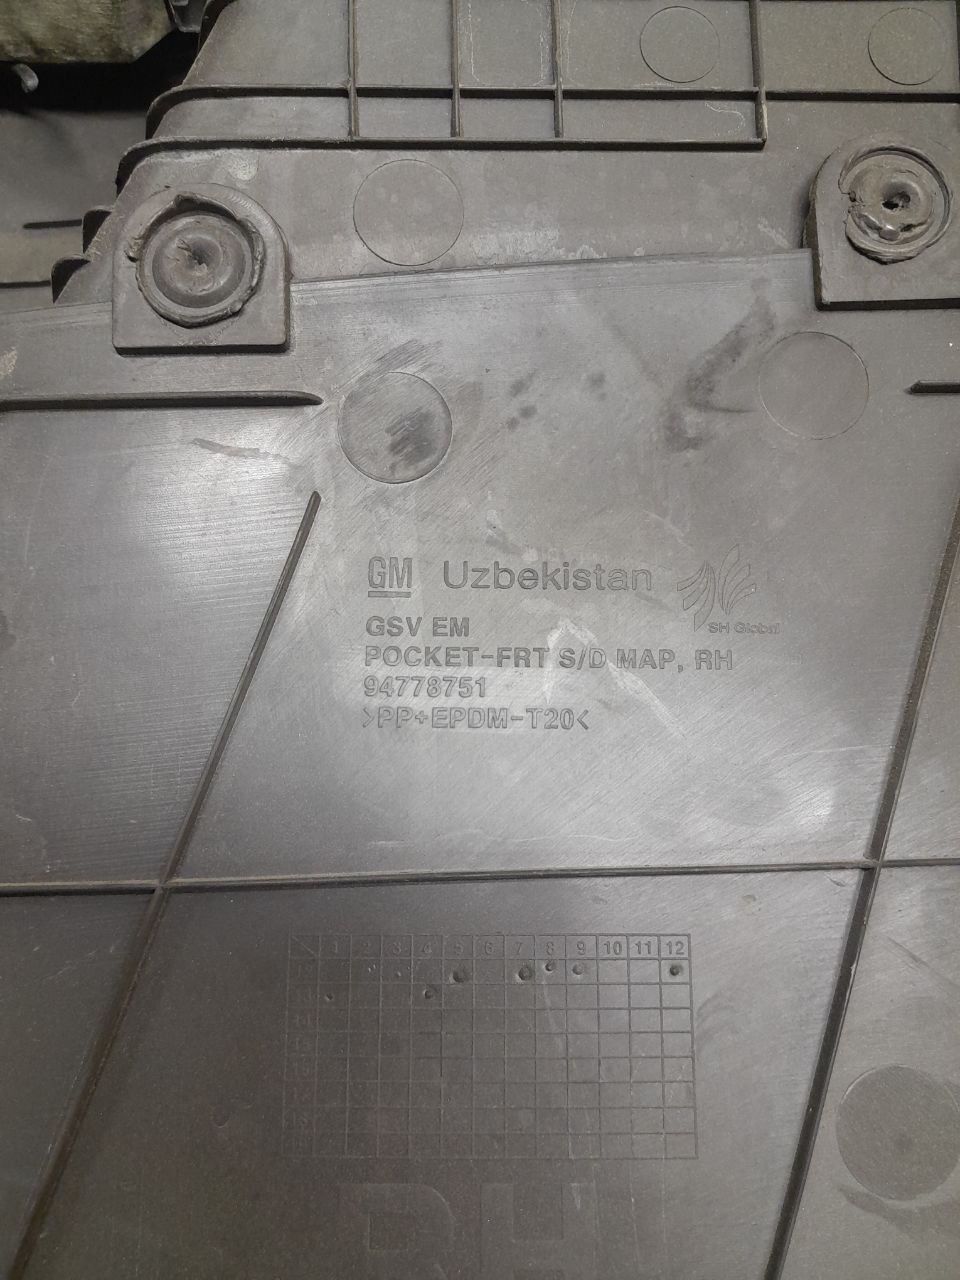 GM Uzbekistan
SH Global
GSV EM
POCKET-FRT S/D MAP, RH
94778751
>PP+EPDM-T20<
1 2 3 4 5 6 7 8 9 10 11 12
RH